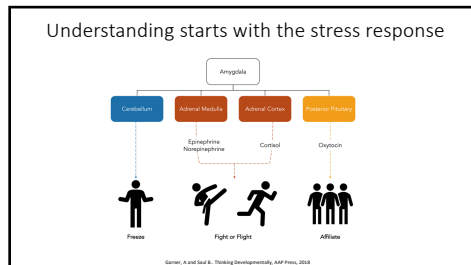 Understanding starts with the stress response
Amygdala
Cerebellum
Adrenal Medulla
Adrenal Cortex
Posterior Pituitary
Epinephrine
Norepinephrine
Cortisol
Oxytocin
Freeze
Fight or Flight
Affiliate
Garner, A and Saul B.. Thinking Developmentally, AAP Press, 2018